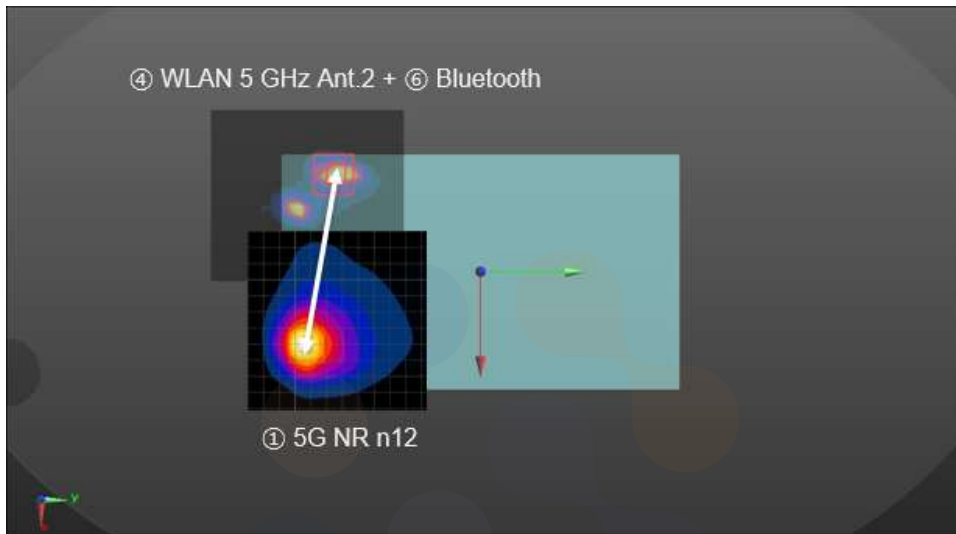 ④ WLAN 5 GHz Ant.2 + ⑥ Bluetooth
① 5G NR n12
y